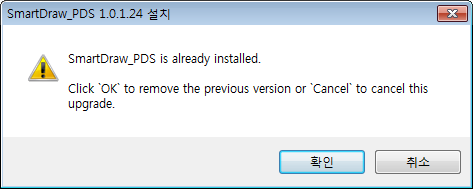 SmartDraw_PDS 1.0.1.24 설치
SmartDraw_PDS is already installed.
Click `OK` to remove the previous version or `Cancel` to cancel this
upgrade.
확인
취소